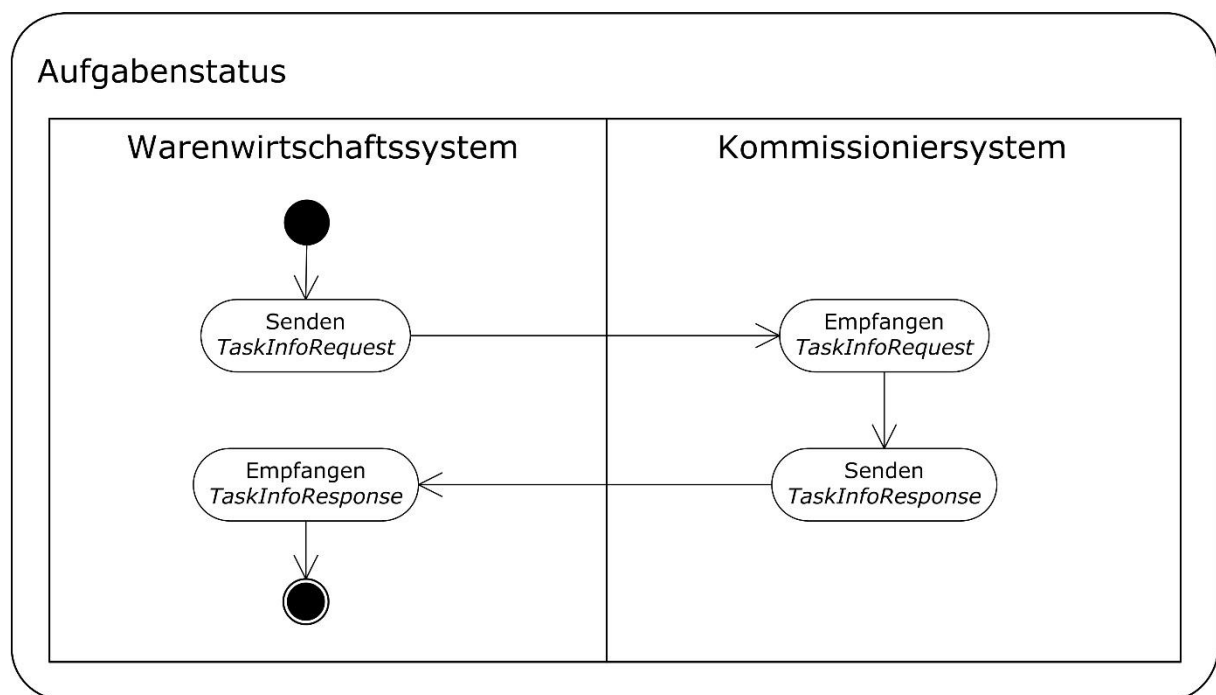 Aufgabenstatus
Warenwirtschaftssystem
Kommissioniersystem
Senden
TaskInfoRequest
Empfangen
TaskInfoRequest
Empfangen
TaskInfoResponse
Senden
TaskInfoResponse